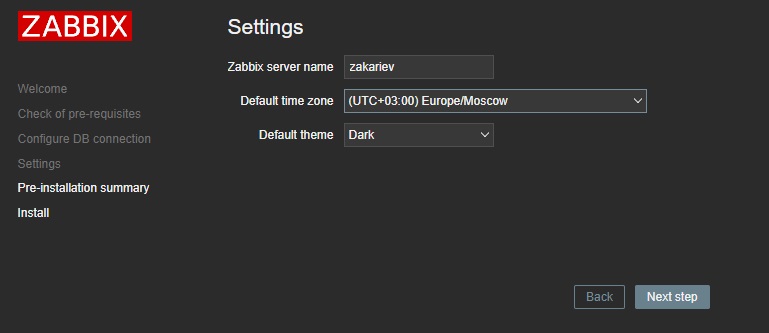 ZABBIX
Settings
Zabbix server name zakariev
Default time zone (UTC+03:00) Europe/Moscow
Default theme Dark
Welcome
Check of pre-requisites
Configure DB connection
Settings
Pre-installation summary
Install
Back Next step